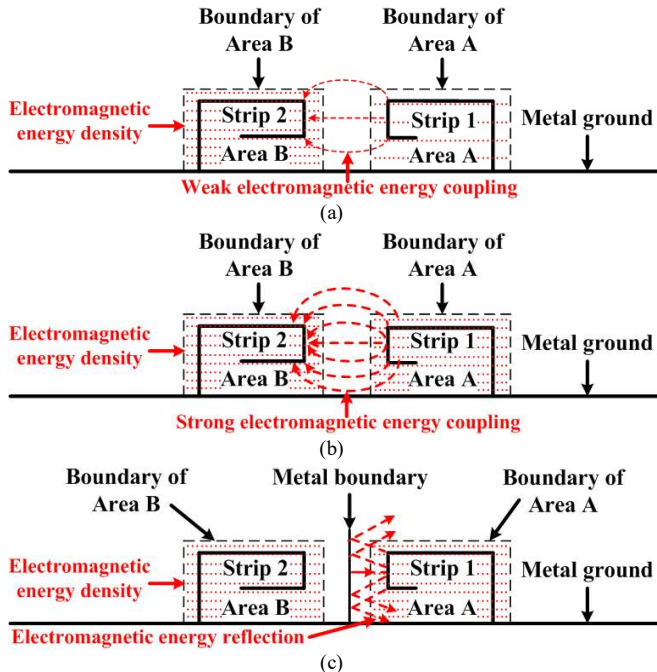 Boundary of
Area B
Boundary of
Area A
Electromagnetic
energy density
Strip 2
Area B
Strip 1
Area A
Metal ground
Weak electromagnetic energy coupling
(a)
Boundary of
Area B
Boundary of
Area A
Electromagnetic
energy density
Strip 2
Area B
Strip 1
Area A
Metal ground
Strong electromagnetic energy coupling
(b)
Boundary of
Area B
Metal boundary
Boundary of
Area A
Electromagnetic
energy density
Strip 2
Area B
Strip 1
Area A
Metal ground
Electromagnetic energy reflection
(c)